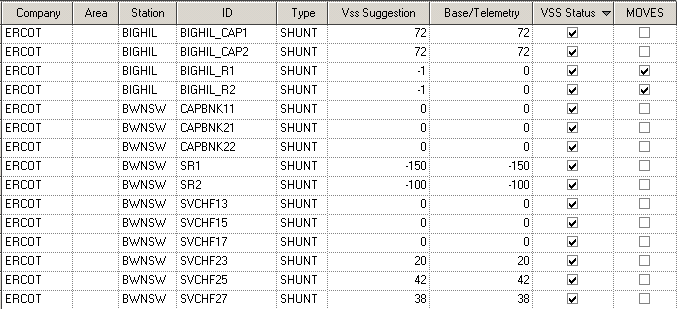 Company Area Station ID Type Vss Suggestion Base/Telemetry VSS Status MOVES
ERCOT BIGHIL BIGHIL_CAP1 SHUNT 72 72
ERCOT BIGHIL BIGHIL_CAP2 SHUNT 72 72
ERCOT BIGHIL BIGHIL_R1 SHUNT -1 0
ERCOT BIGHIL BIGHIL_R2 SHUNT -1 0
ERCOT BWNSW CAPBNK11 SHUNT 0 0
ERCOT BWNSW CAPBNK21 SHUNT 0 0
ERCOT BWNSW CAPBNK22 SHUNT 0 0
ERCOT BWNSW SR1 SHUNT -150 -150
ERCOT BWNSW SR2 SHUNT -100 -100
ERCOT BWNSW SVCHF13 SHUNT 0 0
ERCOT BWNSW SVCHF15 SHUNT 0 0
ERCOT BWNSW SVCHF17 SHUNT 0 0
ERCOT BWNSW SVCHF23 SHUNT 20 20
ERCOT BWNSW SVCHF25 SHUNT 42 42
ERCOT BWNSW SVCHF27 SHUNT 38 38